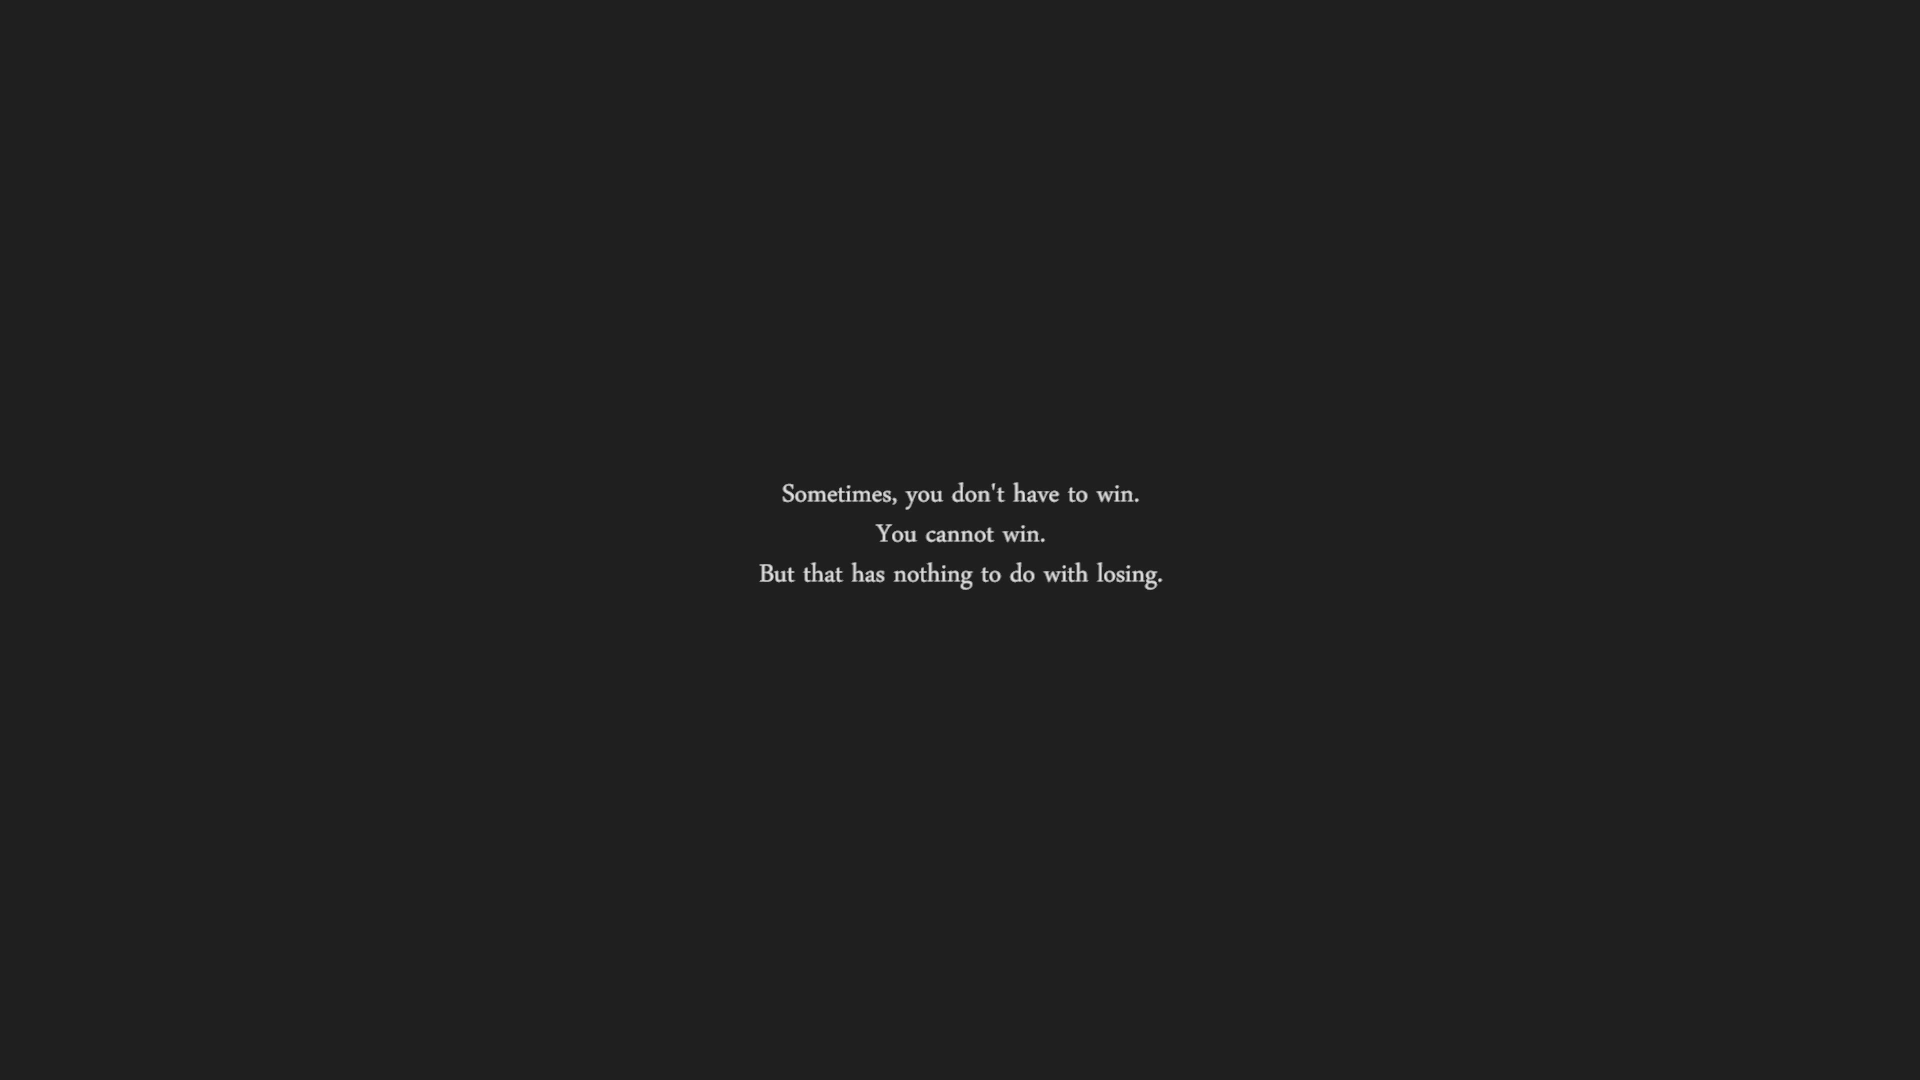 Sometimes, you don't have to win.
You cannot win.
But that has nothing to do with losing.